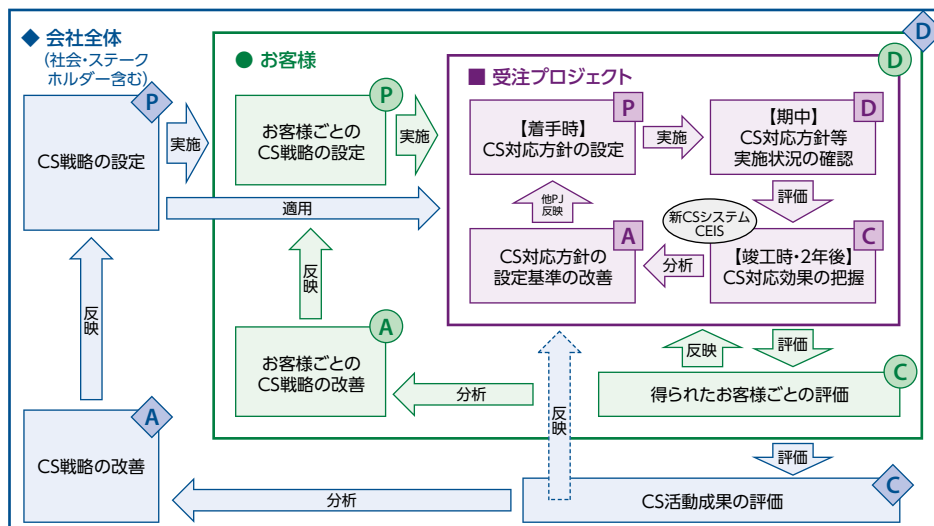 ◆ 会社全体
(社会・ステーク
ホルダー含む)
D
● お客様
D
■ 受注プロジェクト
P
CS戦略の設定
実施
P
お客様ごとの
CS戦略の設定
実施
P
【着手時】
CS対応方針の設定
実施
D
【期中】
CS対応方針等
実施状況の確認
適用
他PJ
反映
評価
新CSシステム
CEIS
A
CS対応方針の
設定基準の改善
分析
C
【竣工時・2年後】
CS対応効果の把握
反映
反映
A
お客様ごとの
CS戦略の改善
分析
反映
反映
評価
C
得られたお客様ごとの評価
A
CS戦略の改善
分析
評価
C
CS活動成果の評価